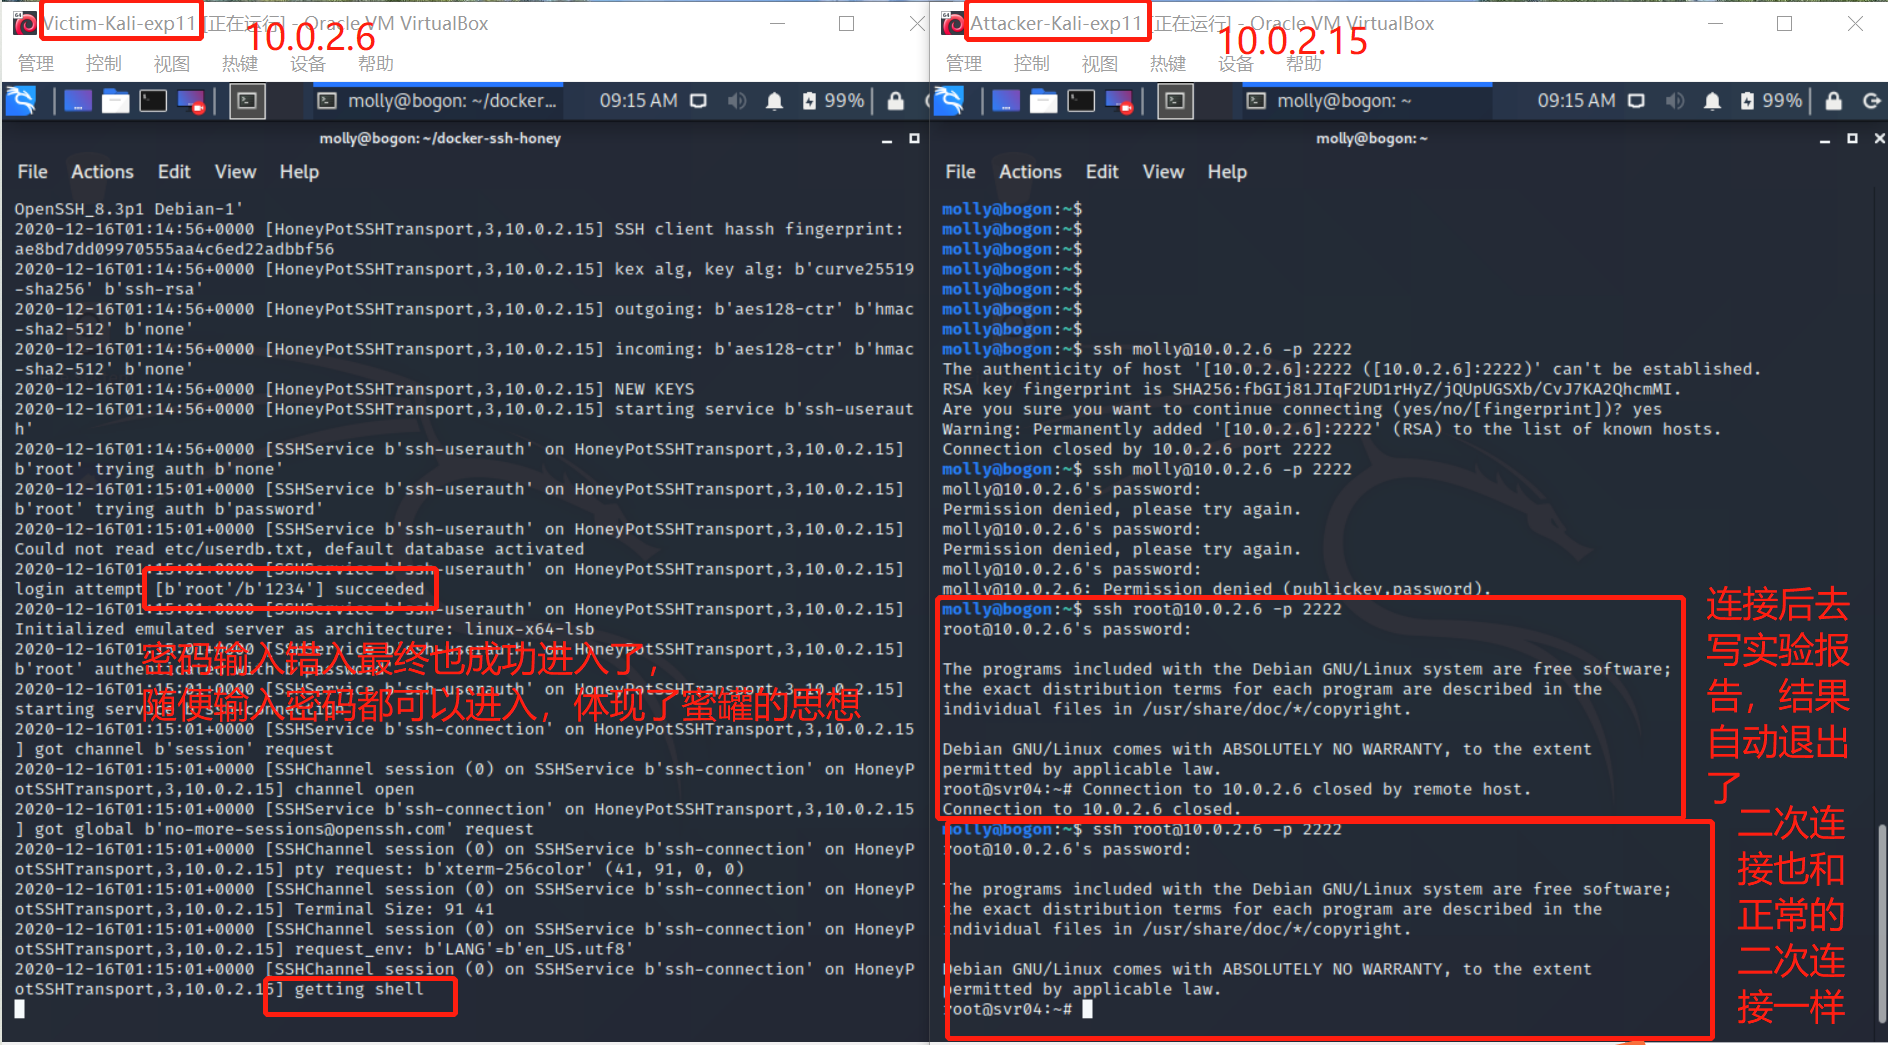 Victim-Kali-exp11 [正在运行] - Oracle VM VirtualBox
10.0.2.6
管理 控制 视图 热键 设备 帮助
molly@bogon: ~/docker... 09:15 AM 99%
molly@bogon: ~/docker-ssh-honey
File Actions Edit View Help
OpenSSH_8.3p1 Debian-1'
2020-12-16T01:14:56+0000 [HoneyPotSSHTransport,3,10.0.2.15] SSH client hassh fingerprint:
ae8bd7dd09970555aa4c6ed22adbbf56
2020-12-16T01:14:56+0000 [HoneyPotSSHTransport,3,10.0.2.15] kex alg, key alg: b'curve25519
-sha256' b'ssh-rsa'
2020-12-16T01:14:56+0000 [HoneyPotSSHTransport,3,10.0.2.15] outgoing: b'aes128-ctr' b'hmac
-sha2-512' b'none'
2020-12-16T01:14:56+0000 [HoneyPotSSHTransport,3,10.0.2.15] incoming: b'aes128-ctr' b'hmac
-sha2-512' b'none'
2020-12-16T01:14:56+0000 [HoneyPotSSHTransport,3,10.0.2.15] NEW KEYS
2020-12-16T01:14:56+0000 [HoneyPotSSHTransport,3,10.0.2.15] starting service b'ssh-useraut
h'
2020-12-16T01:14:56+0000 [SSHService b'ssh-userauth' on HoneyPotSSHTransport,3,10.0.2.15]
b'root' trying auth b'none'
2020-12-16T01:15:01+0000 [SSHService b'ssh-userauth' on HoneyPotSSHTransport,3,10.0.2.15]
b'root' trying auth b'password'
2020-12-16T01:15:01+0000 [SSHService b'ssh-userauth' on HoneyPotSSHTransport,3,10.0.2.15]
Could not read etc/userdb.txt, default database activated
2020-12-16T01:15:01+0000 [SSHService b'ssh-userauth' on HoneyPotSSHTransport,3,10.0.2.15]
login attempt [b'root'/b'1234'] succeeded
2020-12-16T01:15:01+0000 [SSHService b'ssh-userauth' on HoneyPotSSHTransport,3,10.0.2.15]
Initialized emulated server as architecture: linux-x64-lsb
2020-12-16T01:15:01+0000 [SSHService b'ssh-userauth' on HoneyPotSSHTransport,3,10.0.2.15]
b'root' authenticated with b'password'
2020-12-16T01:15:01+0000 [SSHService b'ssh-userauth' on HoneyPotSSHTransport,3,10.0.2.15]
starting service b'ssh-connection'
密码输入错入最终也成功进入了，
随便输入密码都可以进入，体现了蜜罐的思想
2020-12-16T01:15:01+0000 [SSHService b'ssh-connection' on HoneyPotSSHTransport,3,10.0.2.15
] got channel b'session' request
2020-12-16T01:15:01+0000 [SSHChannel session (0) on SSHService b'ssh-connection' on HoneyP
otSSHTransport,3,10.0.2.15] channel open
2020-12-16T01:15:01+0000 [SSHService b'ssh-connection' on HoneyPotSSHTransport,3,10.0.2.15
] got global b'no-more-sessions@openssh.com' request
2020-12-16T01:15:01+0000 [SSHChannel session (0) on SSHService b'ssh-connection' on HoneyP
otSSHTransport,3,10.0.2.15] pty request: b'xterm-256color' (41, 91, 0, 0)
2020-12-16T01:15:01+0000 [SSHChannel session (0) on SSHService b'ssh-connection' on HoneyP
otSSHTransport,3,10.0.2.15] Terminal Size: 91 41
2020-12-16T01:15:01+0000 [SSHChannel session (0) on SSHService b'ssh-connection' on HoneyP
otSSHTransport,3,10.0.2.15] request_env: b'LANG'=b'en_US.utf8'
2020-12-16T01:15:01+0000 [SSHChannel session (0) on SSHService b'ssh-connection' on HoneyP
otSSHTransport,3,10.0.2.15] getting shell
Attacker-Kali-exp11 [正在运行] - Oracle VM VirtualBox
10.0.2.15
管理 控制 视图 热键 设备 帮助
molly@bogon: ~ 09:15 AM 99%
molly@bogon: ~
File Actions Edit View Help
molly@bogon:~$
molly@bogon:~$
molly@bogon:~$
molly@bogon:~$
molly@bogon:~$
molly@bogon:~$
molly@bogon:~$
molly@bogon:~$ ssh molly@10.0.2.6 -p 2222
The authenticity of host '[10.0.2.6]:2222 ([10.0.2.6]:2222)' can't be established.
RSA key fingerprint is SHA256:fbGIj81JIqF2UD1rHyZ/jQUpUGSXb/CvJ7KA2QhcmMI.
Are you sure you want to continue connecting (yes/no/[fingerprint])? yes
Warning: Permanently added '[10.0.2.6]:2222' (RSA) to the list of known hosts.
Connection closed by 10.0.2.6 port 2222
molly@bogon:~$ ssh molly@10.0.2.6 -p 2222
molly@10.0.2.6's password:
Permission denied, please try again.
molly@10.0.2.6's password:
Permission denied, please try again.
molly@10.0.2.6's password:
molly@10.0.2.6: Permission denied (publickey,password).
molly@bogon:~$ ssh root@10.0.2.6 -p 2222
root@10.0.2.6's password:
The programs included with the Debian GNU/Linux system are free software;
the exact distribution terms for each program are described in the
individual files in /usr/share/doc/*/copyright.
Debian GNU/Linux comes with ABSOLUTELY NO WARRANTY, to the extent
permitted by applicable law.
root@svr04:~# Connection to 10.0.2.6 closed by remote host.
Connection to 10.0.2.6 closed.
molly@bogon:~$ ssh root@10.0.2.6 -p 2222
root@10.0.2.6's password:
The programs included with the Debian GNU/Linux system are free software;
the exact distribution terms for each program are described in the
individual files in /usr/share/doc/*/copyright.
Debian GNU/Linux comes with ABSOLUTELY NO WARRANTY, to the extent
permitted by applicable law.
root@svr04:~#
连接后去
写实验报
告，结果
自动退出
了
二次连
接也和
正常的
二次连
接一样